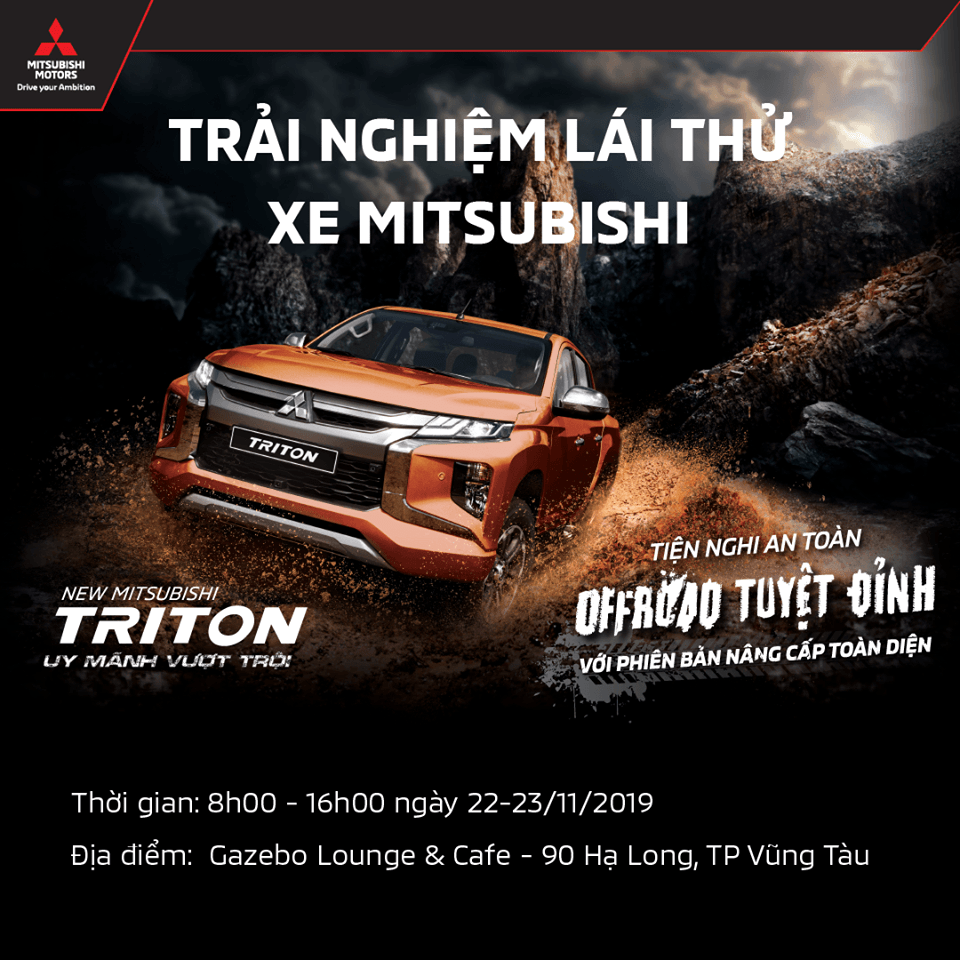 MITSUBISHI
MOTORS
Drive your Ambition
TRẢI NGHIỆM LÁI THỬ
XE MITSUBISHI
TRITON
NEW MITSUBISHI
TRITON
UY MÃNH VƯỢT TRỘI
TIỆN NGHI AN TOÀN
OFFROAD TUYỆT ĐỈNH
VỚI PHIÊN BẢN NÂNG CẤP TOÀN DIỆN
Thời gian: 8h00 - 16h00 ngày 22-23/11/2019
Địa điểm: Gazebo Lounge & Cafe - 90 Hạ Long, TP Vũng Tàu